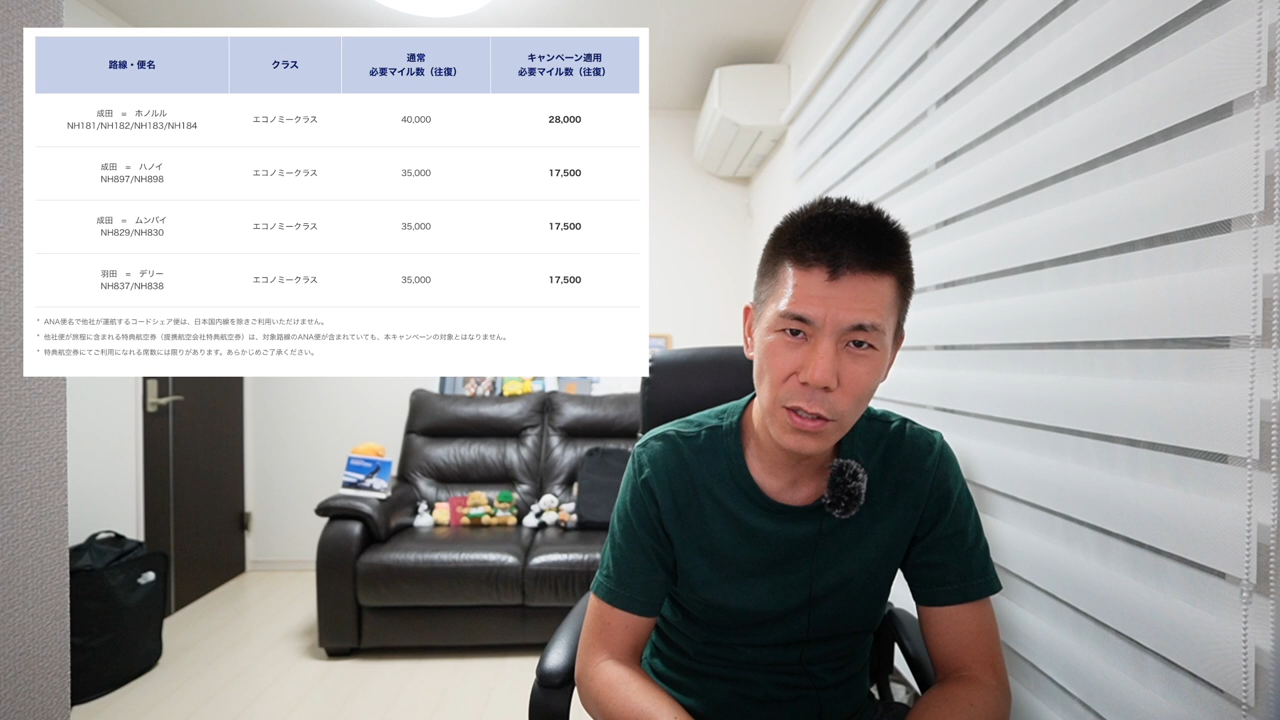 路線・便名 クラス 通常 必要マイル数（往復） キャンペーン適用 必要マイル数（往復）
成田 = ホノルル
NH181/NH182/NH183/NH184 エコノミークラス 40,000 28,000
成田 = ハノイ
NH897/NH898 エコノミークラス 35,000 17,500
成田 = ムンバイ
NH829/NH830 エコノミークラス 35,000 17,500
羽田 = デリー
NH837/NH838 エコノミークラス 35,000 17,500
* ANA便名で他社が運航するコードシェア便は、日本国内線を除きご利用いただけません。
* 他社便が旅程に含まれる特典航空券（提携航空会社特典航空券）は、対象路線のANA便が含まれていても、本キャンペーンの対象とはなりません。
* 特典航空券にてご利用になれる席数には限りがあります。あらかじめご了承ください。